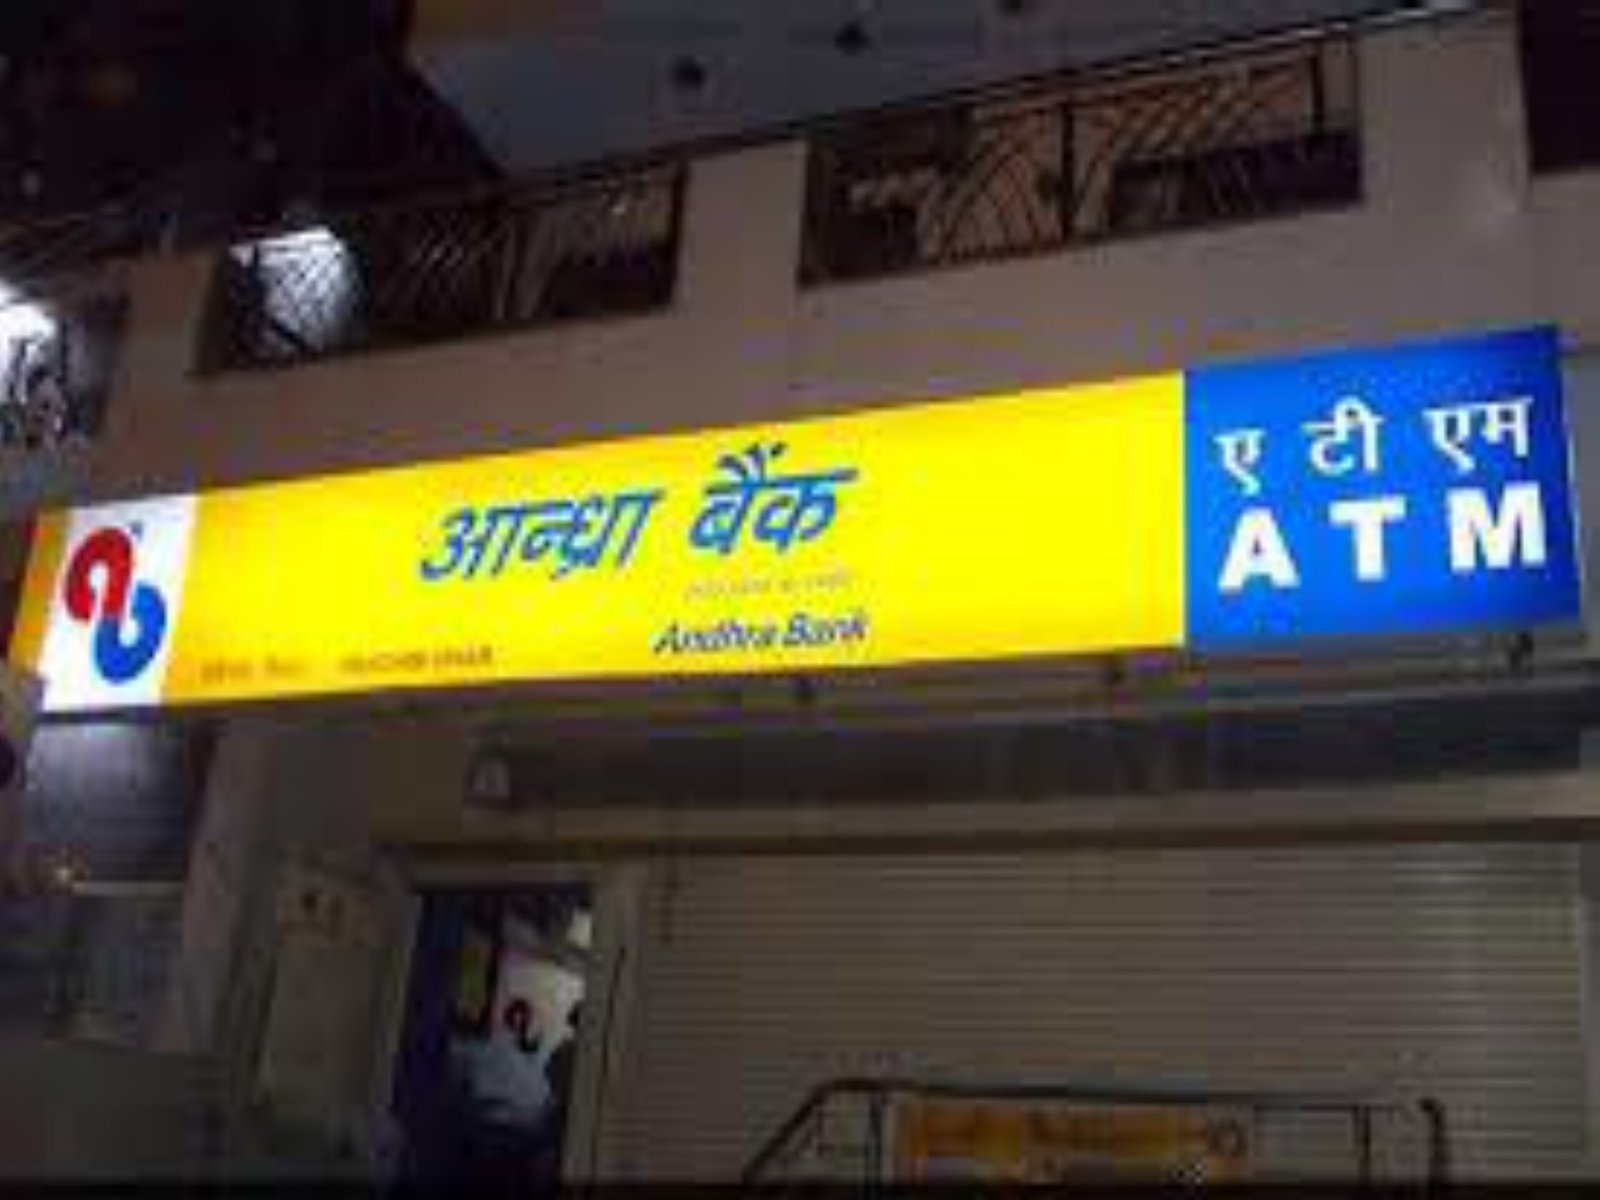 आन्ध्रा बैंक
Andhra Bank
ए टी एम
ATM